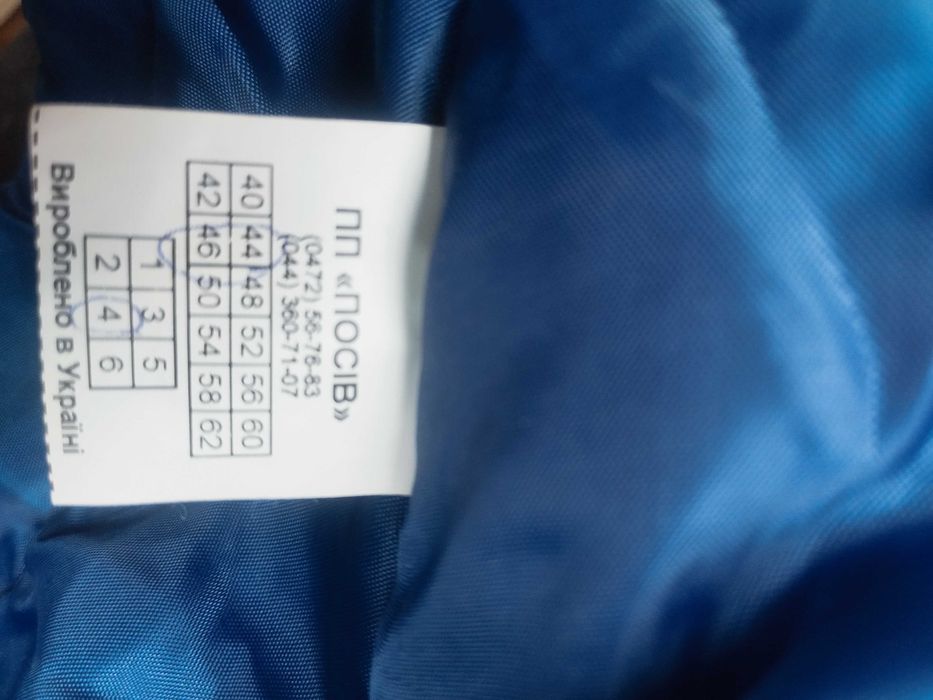 ПП «ПОСІВ»
(0472) 56-76-83
(044) 360-71-07
40 44 48 52 56 60
42 46 50 54 58 62
1 3 5
2 4 6
Вироблено в Україні